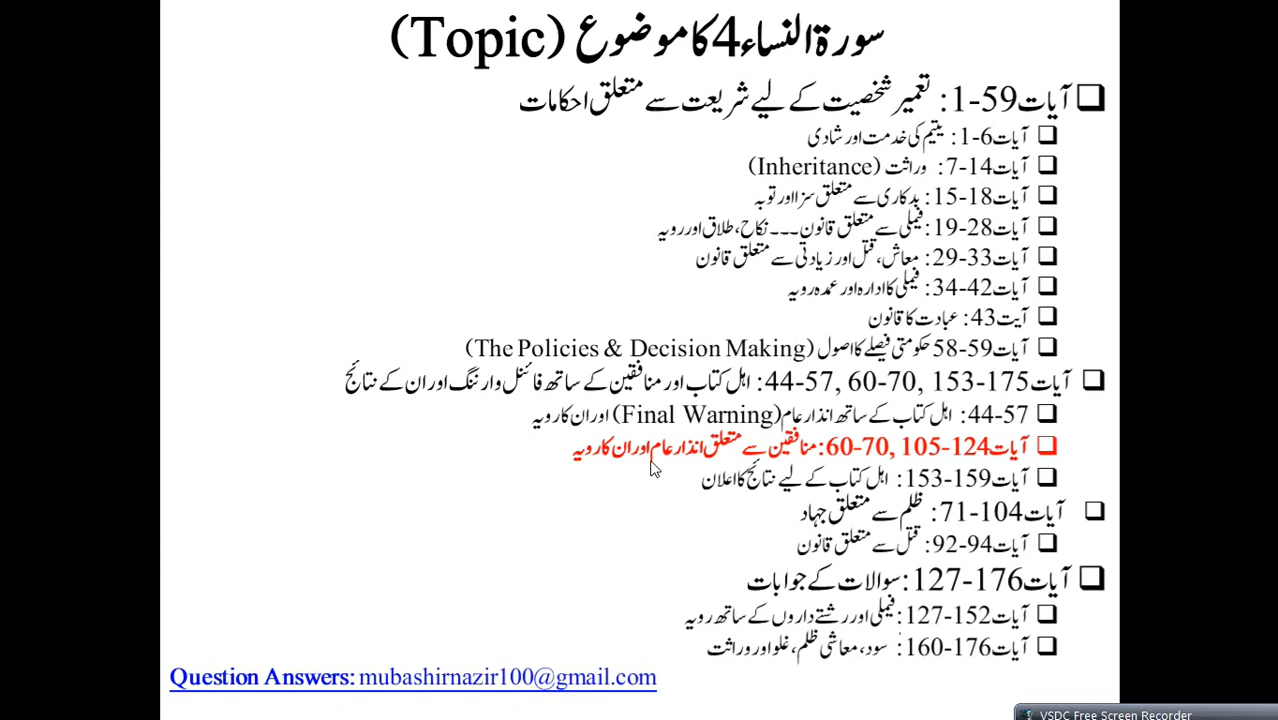 سورۃ النساء 4 کا موضوع (Topic)
❑ آیات 1-59: تعمیر شخصیت کے لیے شریعت سے متعلق احکامات
❑ آیات 1-6: یتیم کی خدمت اور شادی
❑ آیات 7-14: وراثت (Inheritance)
❑ آیات 15-18: بدکاری سے متعلق سزا اور توبہ
❑ آیات 19-28: فیملی سے متعلق قانون۔۔۔ نکاح، طلاق اور رویہ
❑ آیات 29-33: معاش، قتل اور زیادتی سے متعلق قانون
❑ آیات 34-42: فیملی کا ادارہ اور عمدہ رویہ
❑ آیت 43: عبادت کا قانون
❑ آیات 58-59 حکومتی فیصلے کا اصول (The Policies & Decision Making)
❑ آیات 44-57, 60-70, 153-175: اہل کتاب اور منافقین کے ساتھ فائنل وارننگ اور ان کے نتائج
❑ 44-57: اہل کتاب کے ساتھ انذار عام (Final Warning) اور ان کا رویہ
❑ آیات 60-70, 105-124: منافقین سے متعلق انذار عام اور ان کا رویہ
❑ آیات 153-159: اہل کتاب کے لیے نتائج کا اعلان
❑ آیات 71-104: ظلم سے متعلق جہاد
❑ آیات 92-94: قتل سے متعلق قانون
❑ آیات 127-176: سوالات کے جوابات
❑ آیات 127-152: فیملی اور رشتے داروں کے ساتھ رویہ
❑ آیات 160-176: سود، معاشی ظلم، غلو اور وراثت
Question Answers: mubashirnazir100@gmail.com
VSDC Free Screen Recorder